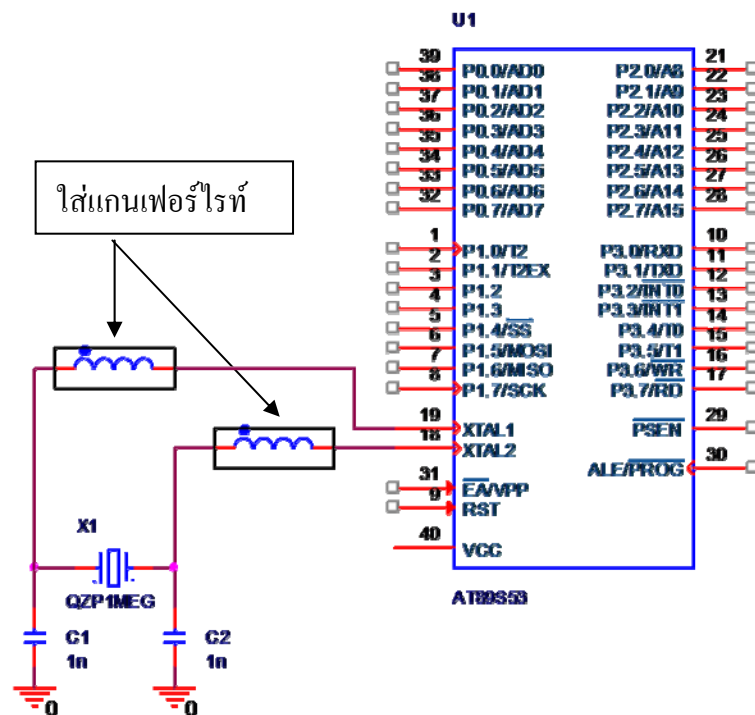 U1
39 P0.0/AD0
38 P0.1/AD1
37 P0.2/AD2
36 P0.3/AD3
35 P0.4/AD4
34 P0.5/AD5
33 P0.6/AD6
32 P0.7/AD7
1 P1.0/T2
2 P1.1/T2EX
3 P1.2
4 P1.3
5 P1.4/SS
6 P1.5/MOSI
7 P1.6/MISO
8 P1.7/SCK
19 XTAL1
18 XTAL2
31 EA/VPP
9 RST
40 VCC
P2.0/A8 21
P2.1/A9 22
P2.2/A10 23
P2.3/A11 24
P2.4/A12 25
P2.5/A13 26
P2.6/A14 27
P2.7/A15 28
P3.0/RXD 10
P3.1/TXD 11
P3.2/INT0 12
P3.3/INT1 13
P3.4/T0 14
P3.5/T1 15
P3.6/WR 16
P3.7/RD 17
PSEN 29
ALE/PROG 30
AT89S53
ใส่แกนเฟอร์ไรท์
X1
QZP1MEG
C1
1n
C2
1n
0
0